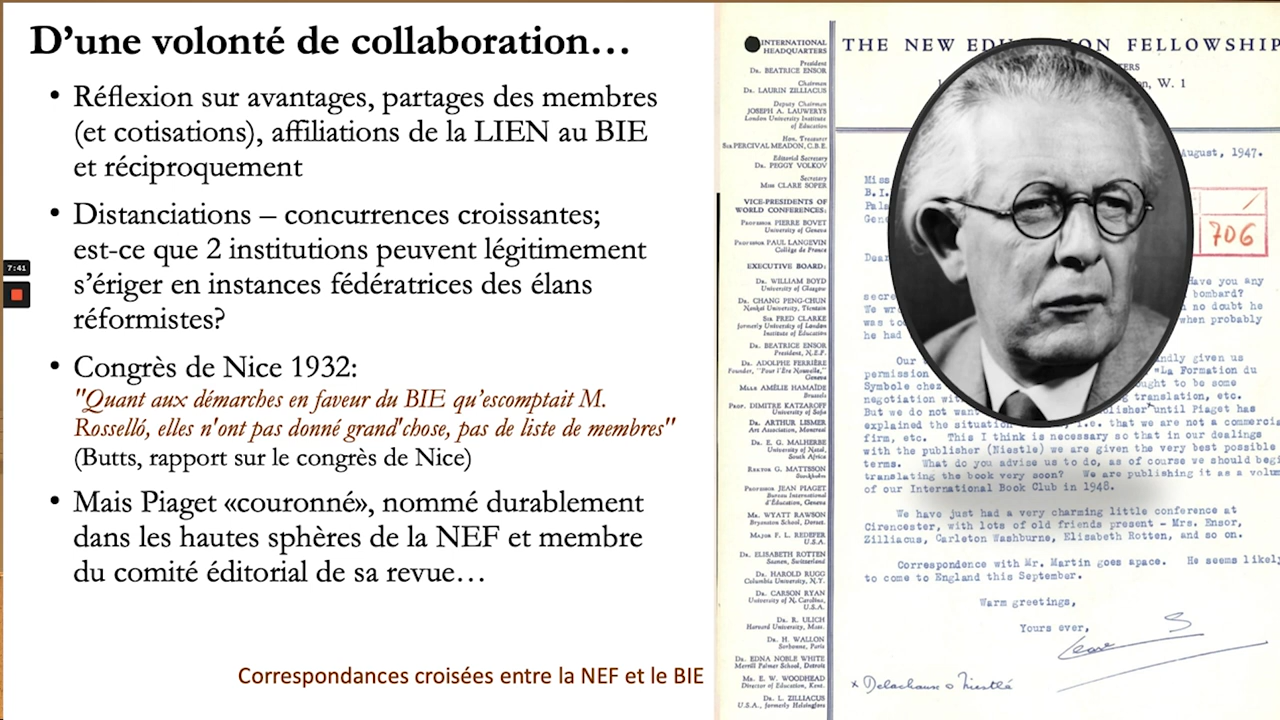 D’une volonté de collaboration…
• Réflexion sur avantages, partages des membres
(et cotisations), affiliations de la LIEN au BIE
et réciproquement
• Distanciations – concurrences croissantes;
est-ce que 2 institutions peuvent légitimement
s’ériger en instances fédératrices des élans
réformistes?
• Congrès de Nice 1932:
"Quant aux démarches en faveur du BIE qu’escomptait M.
Rosselló, elles n'ont pas donné grand'chose, pas de liste de membres"
(Butts, rapport sur le congrès de Nice)
• Mais Piaget «couronné», nommé durablement
dans les hautes sphères de la NEF et membre
du comité éditorial de sa revue…
Correspondances croisées entre la NEF et le BIE
7:41
INTERNATIONAL
HEADQUARTERS
President
Dr. BEATRICE ENSOR
Chairman
Dr. LAURIN ZILLIACUS
Deputy Chairman
JOSEPH A. LAUWERYS
London University Institute
of Education
Hon. Treasurer
Sir PERCIVAL MEADON, C.B.E.
Editorial Secretary
Dr. PEGGY VOLKOV
Secretary
Miss CLARE SOPER
VICE-PRESIDENTS OF
WORLD CONFERENCES:
Professor PIERRE BOVET
University of Geneva
Professor PAUL LANGEVIN
Collège de France
EXECUTIVE BOARD:
Dr. WILLIAM BOYD
University of Glasgow
Dr. CHANG PENG-CHUN
Nankai University, Tientsin
Sir FRED CLARKE
formerly University of London
Institute of Education
Dr. BEATRICE ENSOR
President, N.E.F.
Dr. ADOLPHE FERRIÈRE
Founder, "Pour l'Ère Nouvelle,"
Geneva
Mlle AMÉLIE HAMAÏDE
Brussels
Prof. DIMITRE KATZAROFF
University of Sofia
Dr. ARTHUR LISMER
Art Association, Montreal
Dr. E. G. MALHERBE
University of Natal,
South Africa
Rektor G. MATTSSON
Stockholm
Professor JEAN PIAGET
Bureau International
d'Éducation, Geneva
Mr. WYATT RAWSON
Bryanston School, Dorset.
Major F. L. REDEFER
U.S.A.
Dr. ELISABETH ROTTEN
Saanen, Switzerland
Dr. HAROLD RUGG
Columbia University, N.Y.
Dr. CARSON RYAN
University of N. Carolina,
U.S.A.
Dr. R. ULICH
Harvard University, Mass.
Dr. H. WALLON
Sorbonne, Paris
Dr. EDNA NOBLE WHITE
Merrill Palmer School, Detroit
Mr. E. W. WOODHEAD
Director of Education, Kent.
Dr. L. ZILLIACUS
U.S.A., formerly Helsingfors
THE NEW EDUCATION FELLOWSHIP
W. 1
August, 1947.
Miss
B.I.
706
Dear
Have you any
bombard?
We
no doubt he
was
when probably
he had
Our
kindly given us
permission
"La Formation du
Symbole chez
ought to be some
negotiation
translation, etc.
But we do not want
publisher until Piaget has
explained the situation
i.e. that we are not a
firm, etc. This I think is necessary so that in our dealings
with the publisher (Niestle) we are given the very best possible
terms. What do you advise us to do, as of course we should
translating the book very soon? We are publishing it as a
of our International Book Club in 1948.
We have just had a very charming little conference at
Cirencester, with lots of old friends present - Mrs. Ensor,
Zilliacus, Carleton Washburne, Elisabeth Rotten, and so on.
Correspondence with Mr. Martin goes apace. He seems likely
to come to England this September.
Warm greetings,
Yours ever,
x Delachaux & Niestlé